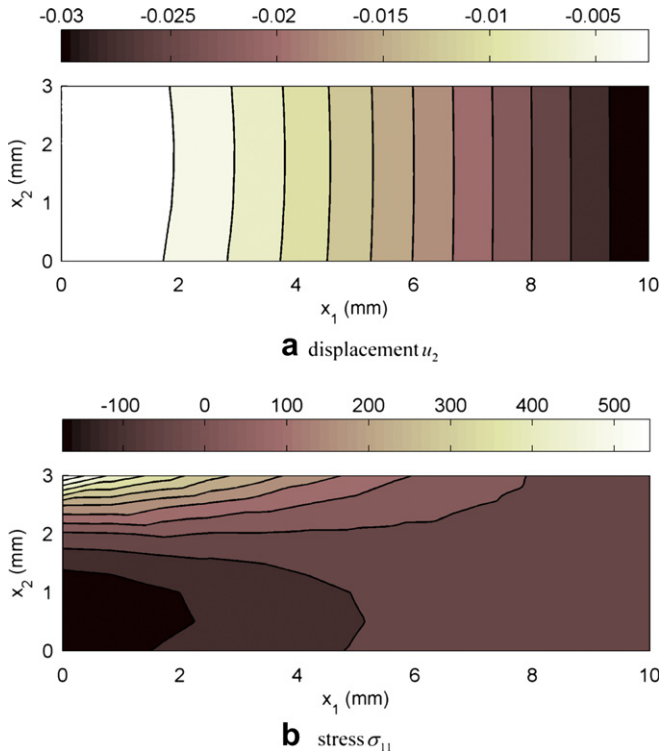 -0.03 -0.025 -0.02 -0.015 -0.01 -0.005
3
2
1
0
x2 (mm)
0 2 4 6 8 10
x1 (mm)
a displacement u2
-100 0 100 200 300 400 500
3
2
1
0
x2 (mm)
0 2 4 6 8 10
x1 (mm)
b stress σ11